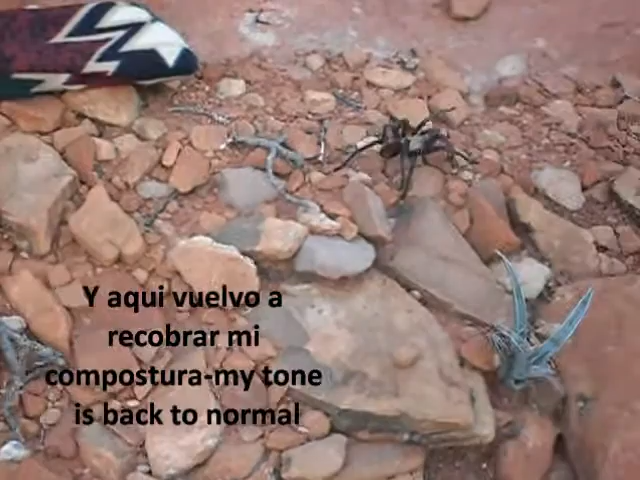 Y aqui vuelvo a
recobrar mi
compostura-my tone
is back to normal